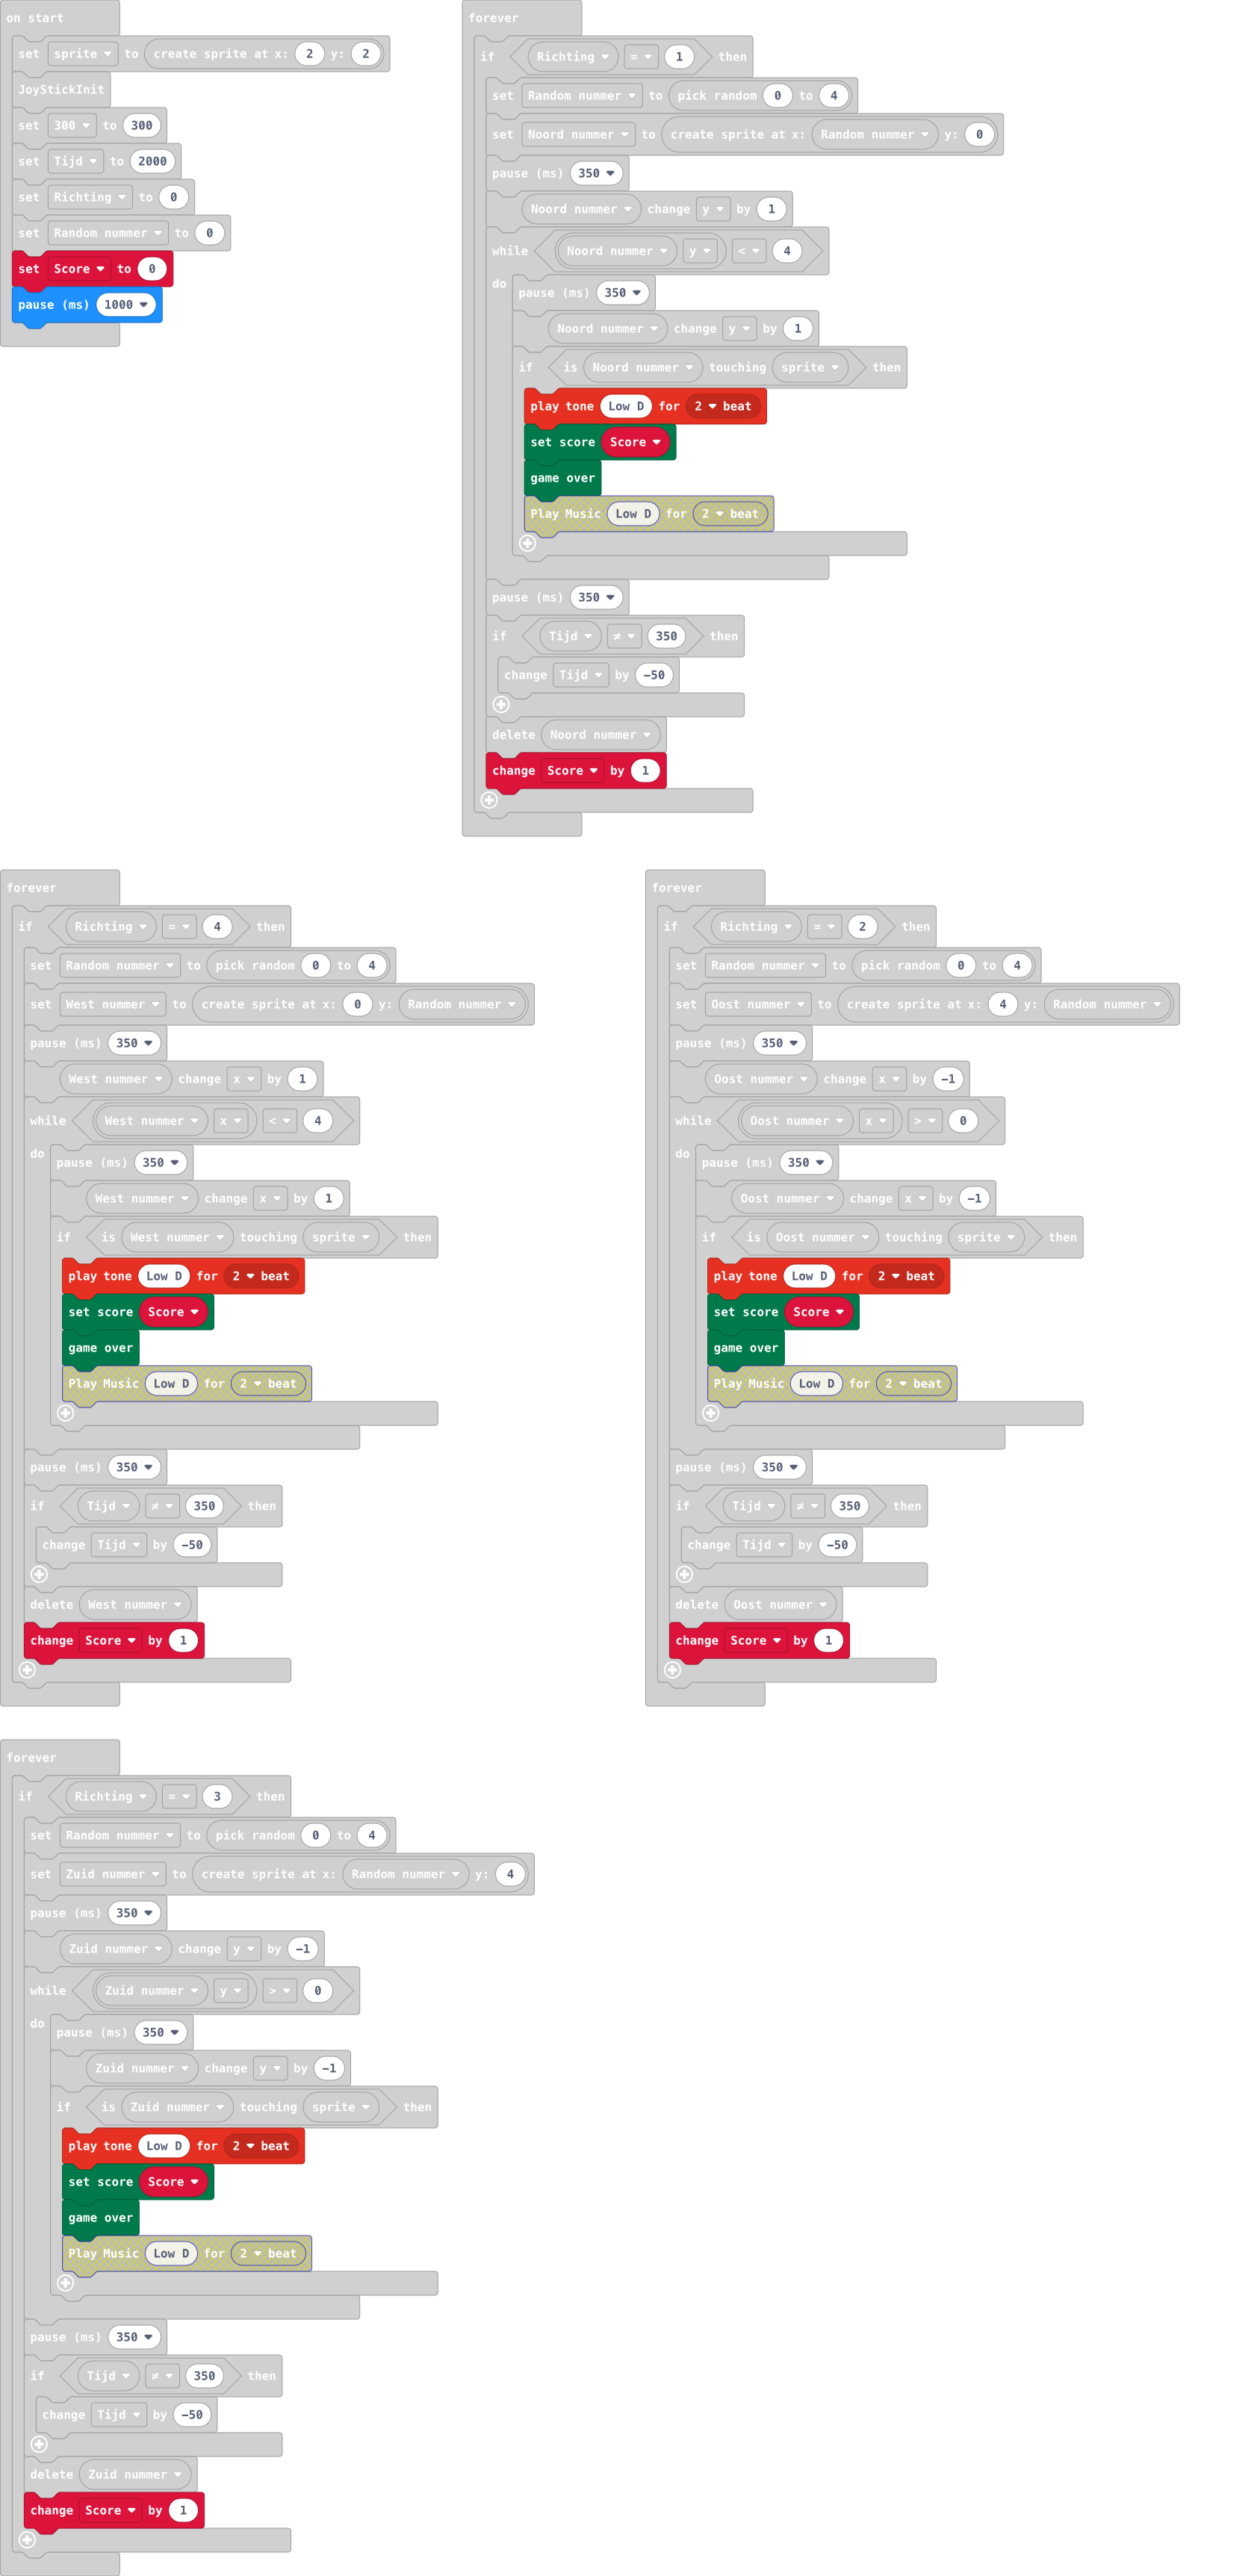 on start
set sprite to create sprite at x: 2 y: 2
JoyStickInit
set 300 to 300
set Tijd to 2000
set Richting to 0
set Random nummer to 0
set Score to 0
pause (ms) 1000
forever
if Richting = 1 then
set Random nummer to pick random 0 to 4
set Noord nummer to create sprite at x: Random nummer y: 0
pause (ms) 350
Noord nummer change y by 1
while Noord nummer y < 4
do
pause (ms) 350
Noord nummer change y by 1
if is Noord nummer touching sprite then
play tone Low D for 2 beat
set score Score
game over
Play Music Low D for 2 beat
pause (ms) 350
if Tijd ≠ 350 then
change Tijd by -50
delete Noord nummer
change Score by 1
forever
if Richting = 4 then
set Random nummer to pick random 0 to 4
set West nummer to create sprite at x: 0 y: Random nummer
pause (ms) 350
West nummer change x by 1
while West nummer x < 4
do
pause (ms) 350
West nummer change x by 1
if is West nummer touching sprite then
play tone Low D for 2 beat
set score Score
game over
Play Music Low D for 2 beat
pause (ms) 350
if Tijd ≠ 350 then
change Tijd by -50
delete West nummer
change Score by 1
forever
if Richting = 2 then
set Random nummer to pick random 0 to 4
set Oost nummer to create sprite at x: 4 y: Random nummer
pause (ms) 350
Oost nummer change x by -1
while Oost nummer x > 0
do
pause (ms) 350
Oost nummer change x by -1
if is Oost nummer touching sprite then
play tone Low D for 2 beat
set score Score
game over
Play Music Low D for 2 beat
pause (ms) 350
if Tijd ≠ 350 then
change Tijd by -50
delete Oost nummer
change Score by 1
forever
if Richting = 3 then
set Random nummer to pick random 0 to 4
set Zuid nummer to create sprite at x: Random nummer y: 4
pause (ms) 350
Zuid nummer change y by -1
while Zuid nummer y > 0
do
pause (ms) 350
Zuid nummer change y by -1
if is Zuid nummer touching sprite then
play tone Low D for 2 beat
set score Score
game over
Play Music Low D for 2 beat
pause (ms) 350
if Tijd ≠ 350 then
change Tijd by -50
delete Zuid nummer
change Score by 1